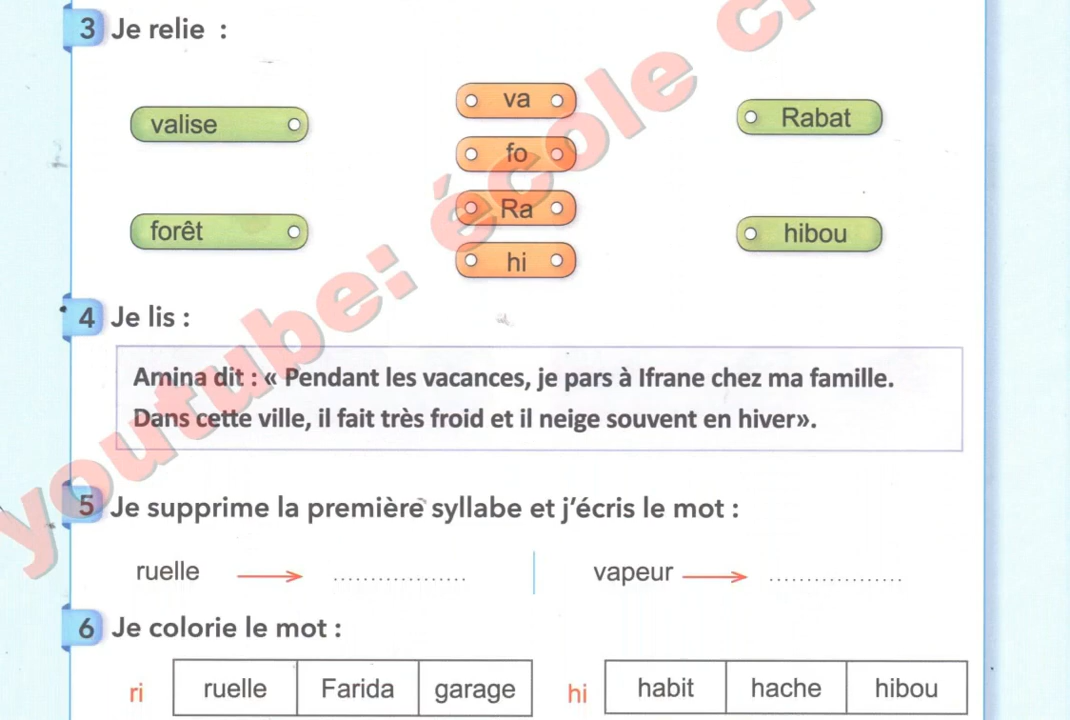 3 Je relie :
valise
va
Rabat
fo
forêt
Ra
hibou
hi
4 Je lis :
Amina dit : « Pendant les vacances, je pars à Ifrane chez ma famille.
Dans cette ville, il fait très froid et il neige souvent en hiver».
5 Je supprime la première syllabe et j'écris le mot :
ruelle ..................
vapeur ..................
6 Je colorie le mot :
ri ruelle Farida garage
hi habit hache hibou
youtube: école